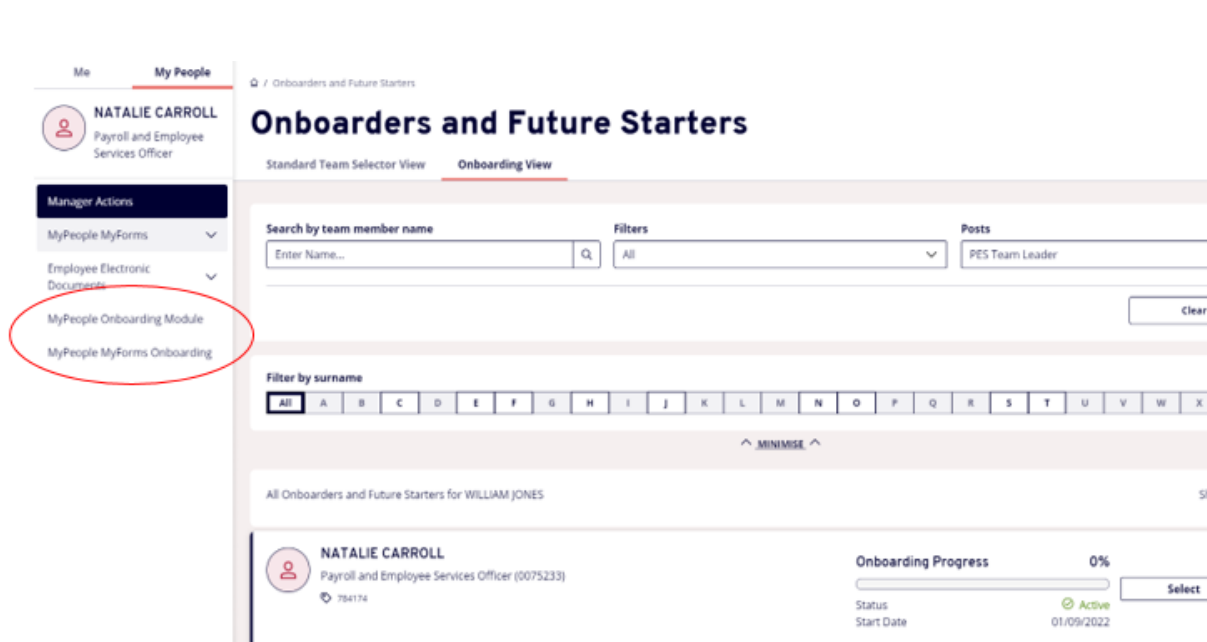 Me My People
NATALIE CARROLL
Payroll and Employee
Services Officer
Manager Actions
MyPeople MyForms
Employee Electronic
Documents
MyPeople Onboarding Module
MyPeople MyForms Onboarding
/ Onboarders and Future Starters
Onboarders and Future Starters
Standard Team Selector View Onboarding View
Search by team member name Filters Posts
Enter Name... All PES Team Leader
Clear
Filter by surname
All A B C D E F G H I J K L M N O P Q R S T U V W X
MINIMISE
All Onboarders and Future Starters for WILLIAM JONES
NATALIE CARROLL
Payroll and Employee Services Officer (0075233)
784174
Onboarding Progress 0%
Select
Status Active
Start Date 01/09/2022